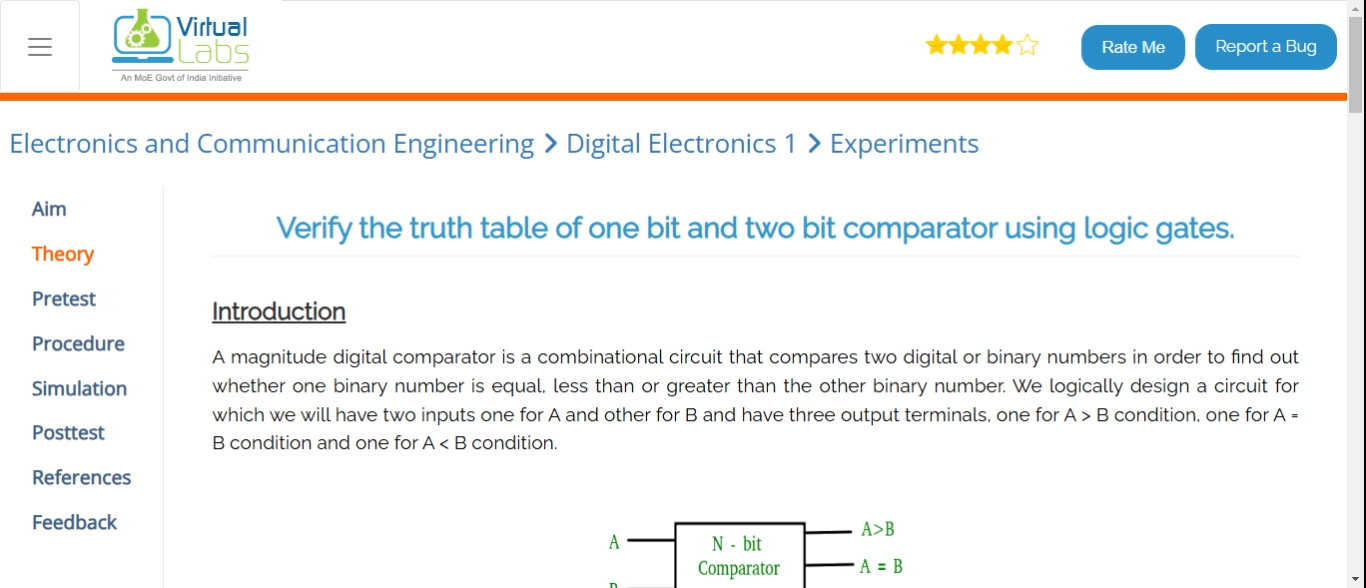 Virtual
Labs
An MoE Govt of India Initiative
Rate Me
Report a Bug
Electronics and Communication Engineering > Digital Electronics 1 > Experiments
Aim
Theory
Pretest
Procedure
Simulation
Posttest
References
Feedback
Verify the truth table of one bit and two bit comparator using logic gates.
Introduction
A magnitude digital comparator is a combinational circuit that compares two digital or binary numbers in order to find out
whether one binary number is equal, less than or greater than the other binary number. We logically design a circuit for
which we will have two inputs one for A and other for B and have three output terminals, one for A > B condition, one for A =
B condition and one for A < B condition.
A
N - bit
Comparator
A>B
A = B